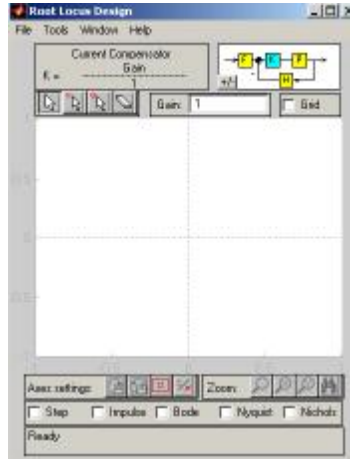 Root Locus Design
File Tools Window Help
Current Compensator
K = Gain
1
F K P
H
+/-
Gain: 1 Grid
Axes settings: Zoom:
Step Impulse Bode Nyquist Nichols
Ready